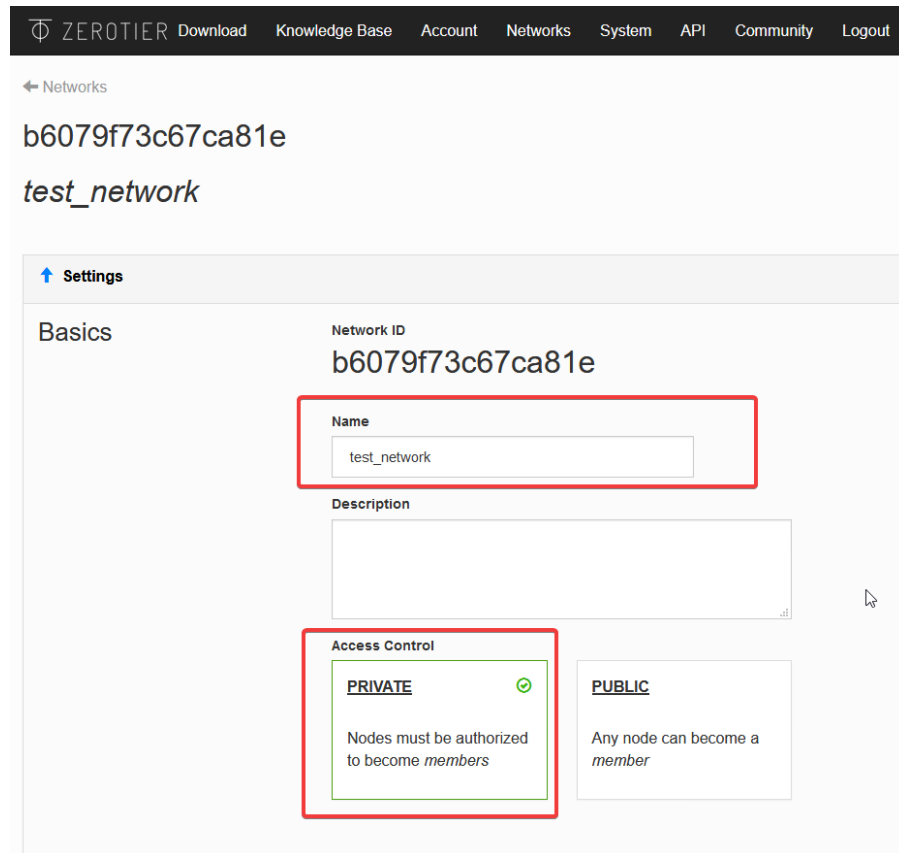 ZEROTIER Download Knowledge Base Account Networks System API Community Logout
Networks
b6079f73c67ca81e
test_network
Settings
Basics
Network ID
b6079f73c67ca81e
Name
test_network
Description
Access Control
PRIVATE
Nodes must be authorized
to become members
PUBLIC
Any node can become a
member